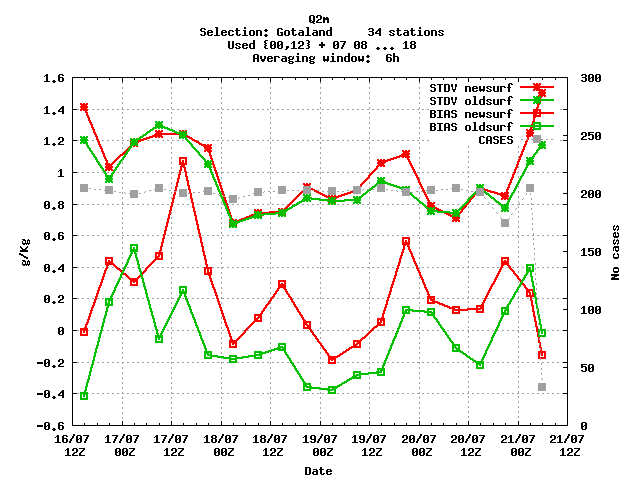 Q2m
Selection: Gotaland 34 stations
Used {00,12} + 07 08 ... 18
Averaging window: 6h
STDV newsurf
STDV oldsurf
BIAS newsurf
BIAS oldsurf
CASES
1.6
1.4
1.2
1
0.8
0.6
0.4
0.2
0
-0.2
-0.4
-0.6
g/Kg
300
250
200
150
100
50
0
No cases
16/07 17/07 17/07 18/07 18/07 19/07 19/07 20/07 20/07 21/07 21/07
12Z 00Z 12Z 00Z 12Z 00Z 12Z 00Z 12Z 00Z 12Z
Date